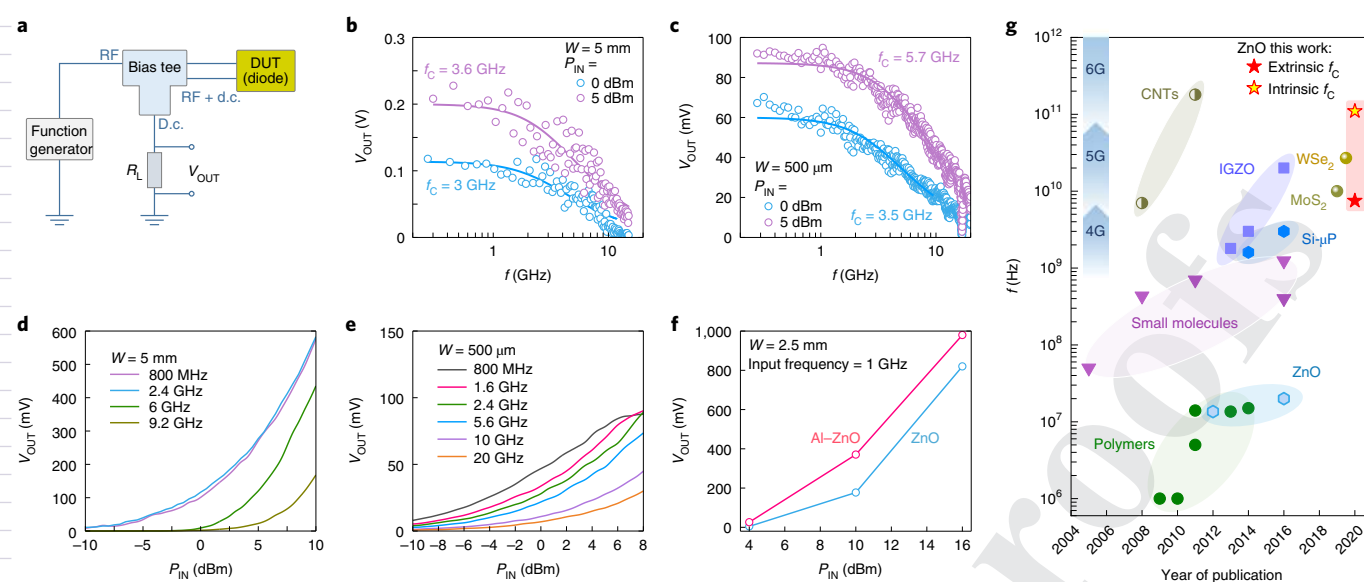 a
RF
Bias tee
DUT
(diode)
RF + d.c.
D.c.
Function
generator
R_L
V_OUT
b
V_OUT (V)
0.3
0.2
0.1
0
W = 5 mm
P_IN =
0 dBm
5 dBm
f_C = 3.6 GHz
f_C = 3 GHz
1
10
f (GHz)
c
V_OUT (mV)
100
80
60
40
20
0
f_C = 5.7 GHz
W = 500 μm
P_IN =
0 dBm
5 dBm
f_C = 3.5 GHz
1
10
f (GHz)
d
V_OUT (mV)
600
500
400
300
200
100
0
W = 5 mm
800 MHz
2.4 GHz
6 GHz
9.2 GHz
−10
−5
0
5
10
P_IN (dBm)
e
V_OUT (mV)
150
100
50
0
W = 500 μm
800 MHz
1.6 GHz
2.4 GHz
5.6 GHz
10 GHz
20 GHz
−10 −8 −6 −4 −2 0 2 4 6 8
P_IN (dBm)
f
V_OUT (mV)
1,000
800
600
400
200
0
W = 2.5 mm
Input frequency = 1 GHz
Al–ZnO
ZnO
4 6 8 10 12 14 16
P_IN (dBm)
g
f (Hz)
10^12
10^11
10^10
10^9
10^8
10^7
10^6
6G
5G
4G
ZnO this work:
Extrinsic f_C
Intrinsic f_C
CNTs
IGZO
WSe_2
MoS_2
Si-μP
Small molecules
ZnO
Polymers
2004
2006
2008
2010
2012
2014
2016
2018
2020
Year of publication
proofs